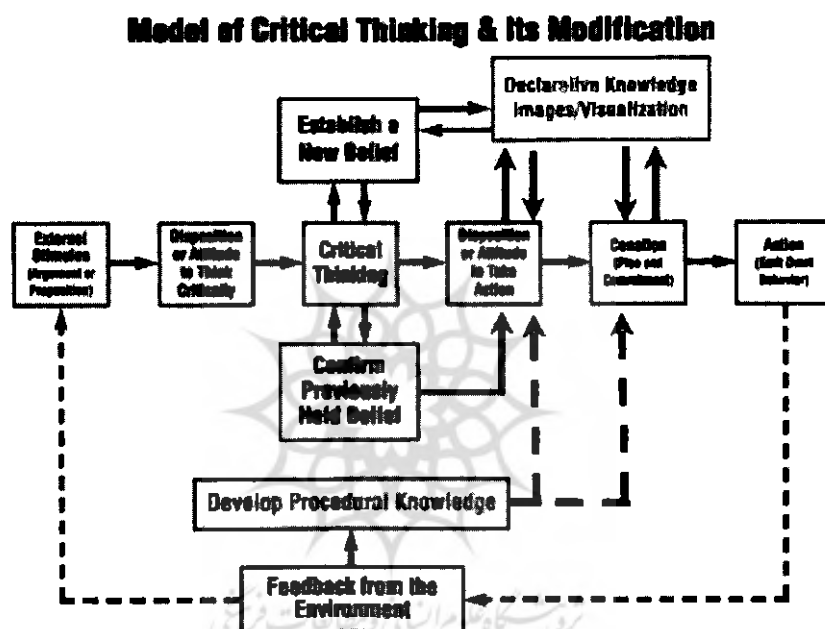 Model of Critical Thinking & Its Modification
Declarative Knowledge
Images/Visualization
Establish a
New Belief
External
Stimulus
(Argument or
Proposition)
Disposition
or Attitude
to Think
Critically
Critical
Thinking
Disposition
or Attitude
to Take
Action
Conation
(Plan and
Commitment)
Action
(Emit Overt
Behavior)
Confirm
Previously
Held Belief
Develop Procedural Knowledge
Feedback from the
Environment